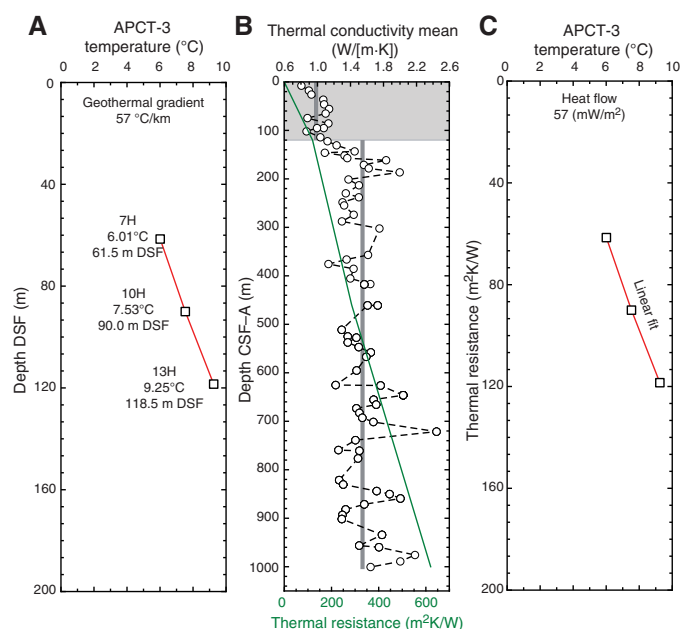 A
APCT-3
temperature (°C)
0 2 4 6 8 10
0
40
80
120
160
200
Depth DSF (m)
Geothermal gradient
57 °C/km
7H
6.01°C
61.5 m DSF
10H
7.53°C
90.0 m DSF
13H
9.25°C
118.5 m DSF
B
Thermal conductivity mean
(W/[m·K])
0.6 1.0 1.4 1.8 2.2 2.6
0
100
200
300
400
500
600
700
800
900
1000
Depth CSF–A (m)
0 200 400 600
Thermal resistance (m²K/W)
C
APCT-3
temperature (°C)
0 2 4 6 8 10
0
40
80
120
160
200
Thermal resistance (m²K/W)
Heat flow
57 (mW/m²)
Linear fit